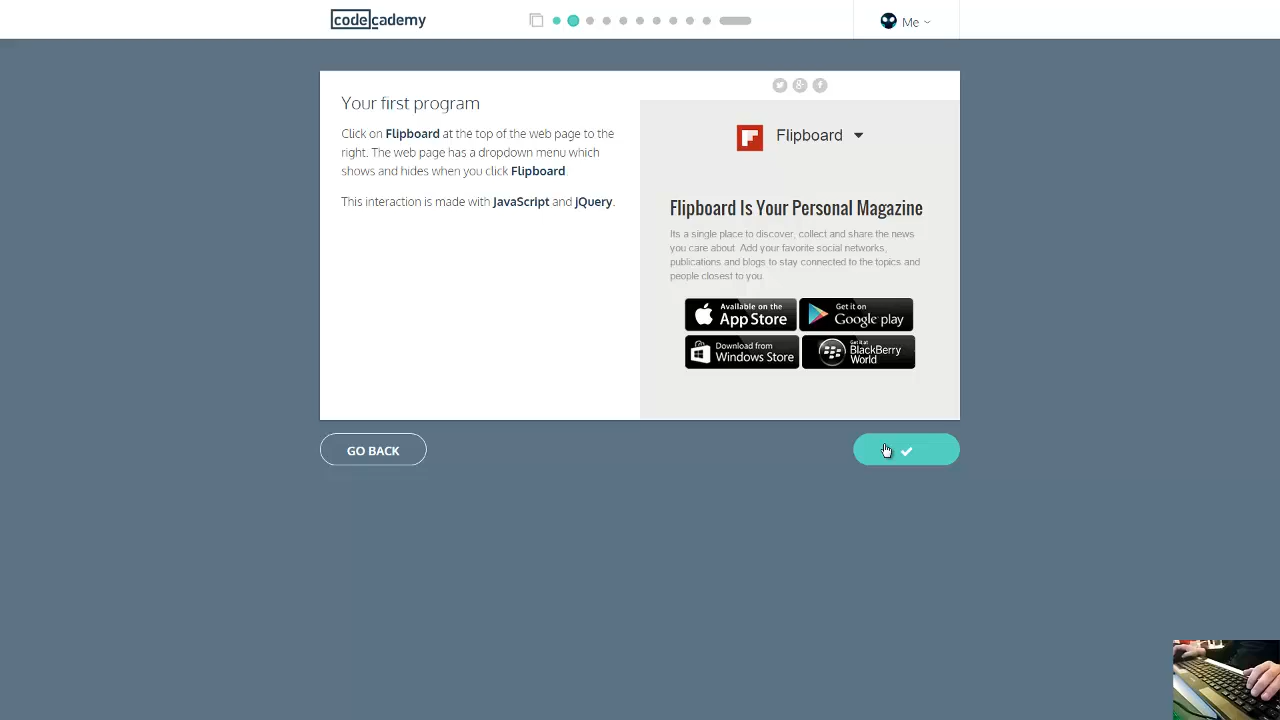 codecademy
Me
Your first program
Click on Flipboard at the top of the web page to the
right. The web page has a dropdown menu which
shows and hides when you click Flipboard.
This interaction is made with JavaScript and jQuery.
GO BACK
Flipboard
Flipboard Is Your Personal Magazine
Its a single place to discover, collect and share the news
you care about. Add your favorite social networks,
publications and blogs to stay connected to the topics and
people closest to you.
Available on the
App Store
Get it on
Google play
Download from
Windows Store
Get it at
BlackBerry
World